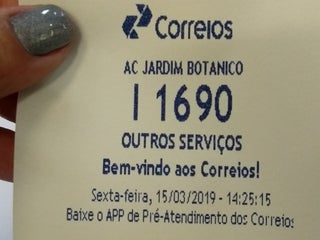 Correios
AC JARDIM BOTANICO
I 1690
OUTROS SERVIÇOS
Bem-vindo aos Correios!
Sexta-feira, 15/03/2019 - 14:25:15
Baixe o APP de Pré-Atendimento dos Correios